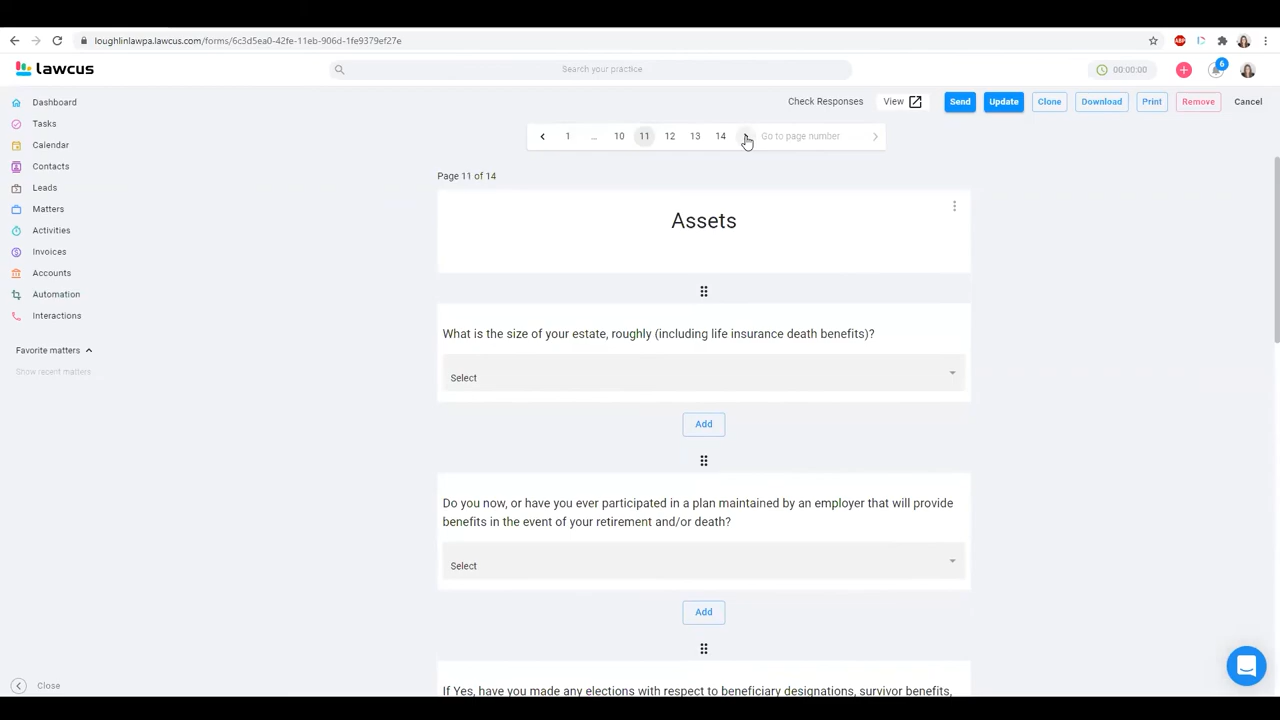 loughlinlawpa.lawcus.com/forms/6c3d5ea0-42fe-11eb-906d-1fe9379ef27e
ABP
lawcus
Search your practice
00:00:00
6
Dashboard
Tasks
Calendar
Contacts
Leads
Matters
Activities
Invoices
Accounts
Automation
Interactions
Favorite matters
Show recent matters
Close
Check Responses View Send Update Clone Download Print Remove Cancel
1 ... 10 11 12 13 14 Go to page number
Page 11 of 14
Assets
What is the size of your estate, roughly (including life insurance death benefits)?
Select
Add
Do you now, or have you ever participated in a plan maintained by an employer that will provide
benefits in the event of your retirement and/or death?
Select
Add
If Yes, have you made any elections with respect to beneficiary designations, survivor benefits,